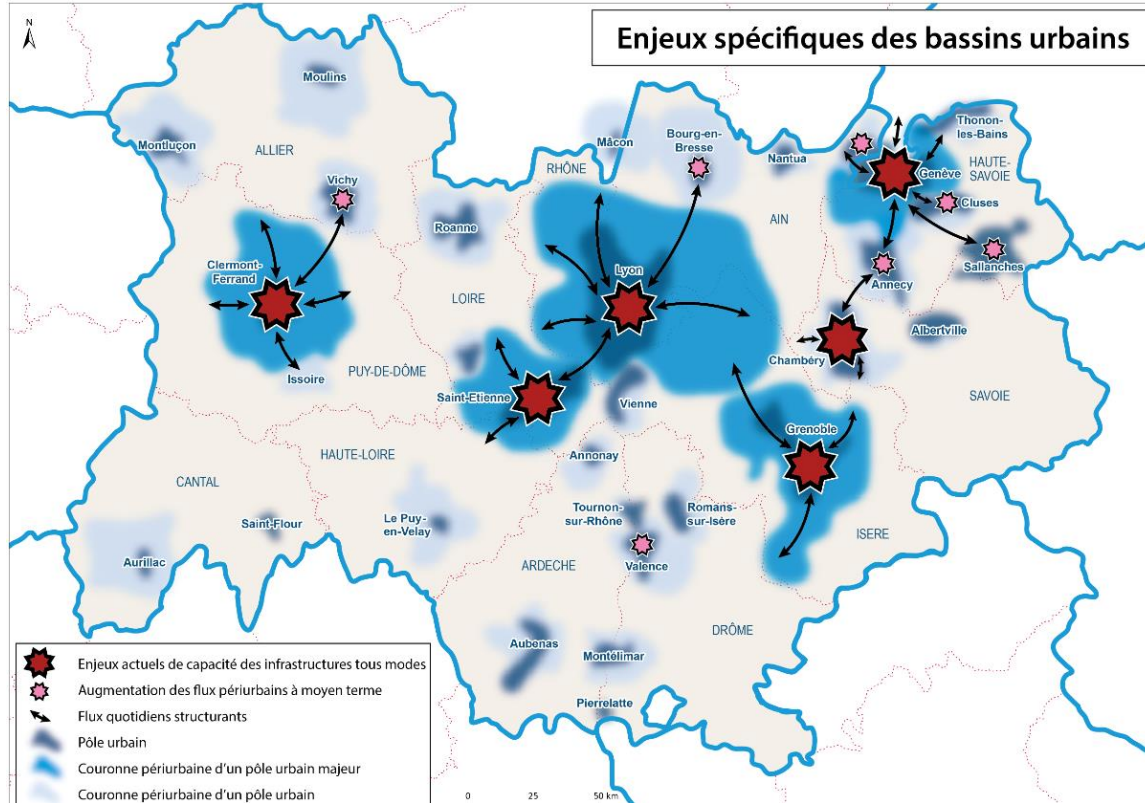 N
Enjeux spécifiques des bassins urbains
Moulins
Montluçon
ALLIER
Vichy
Mâcon
Bourg-en-
Bresse
Nantua
Thonon-
les-Bains
RHÔNE
HAUTE-
SAVOIE
Genève
Cluses
AIN
Roanne
Sallanches
Clermont-
Ferrand
Lyon
Annecy
LOIRE
Albertville
Chambéry
Issoire
PUY-DE-DÔME
Saint-Etienne
Vienne
SAVOIE
Grenoble
HAUTE-LOIRE
Annonay
CANTAL
Saint-Flour
Le Puy-
en-Velay
Tournon-
sur-Rhône
Romans-
sur-Isère
ISERE
Aurillac
ARDECHE
Valence
DRÔME
Aubenas
Montélimar
Pierrelatte
Enjeux actuels de capacité des infrastructures tous modes
Augmentation des flux périurbains à moyen terme
Flux quotidiens structurants
Pôle urbain
Couronne périurbaine d'un pôle urbain majeur
Couronne périurbaine d'un pôle urbain
0 25 50 km